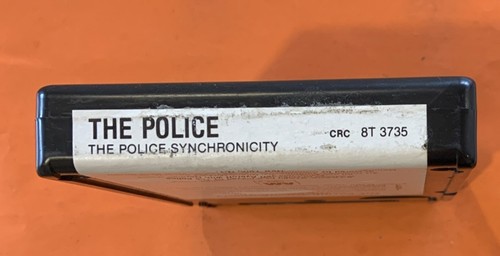 THE POLICE
THE POLICE SYNCHRONICITY
CRC 8T 3735